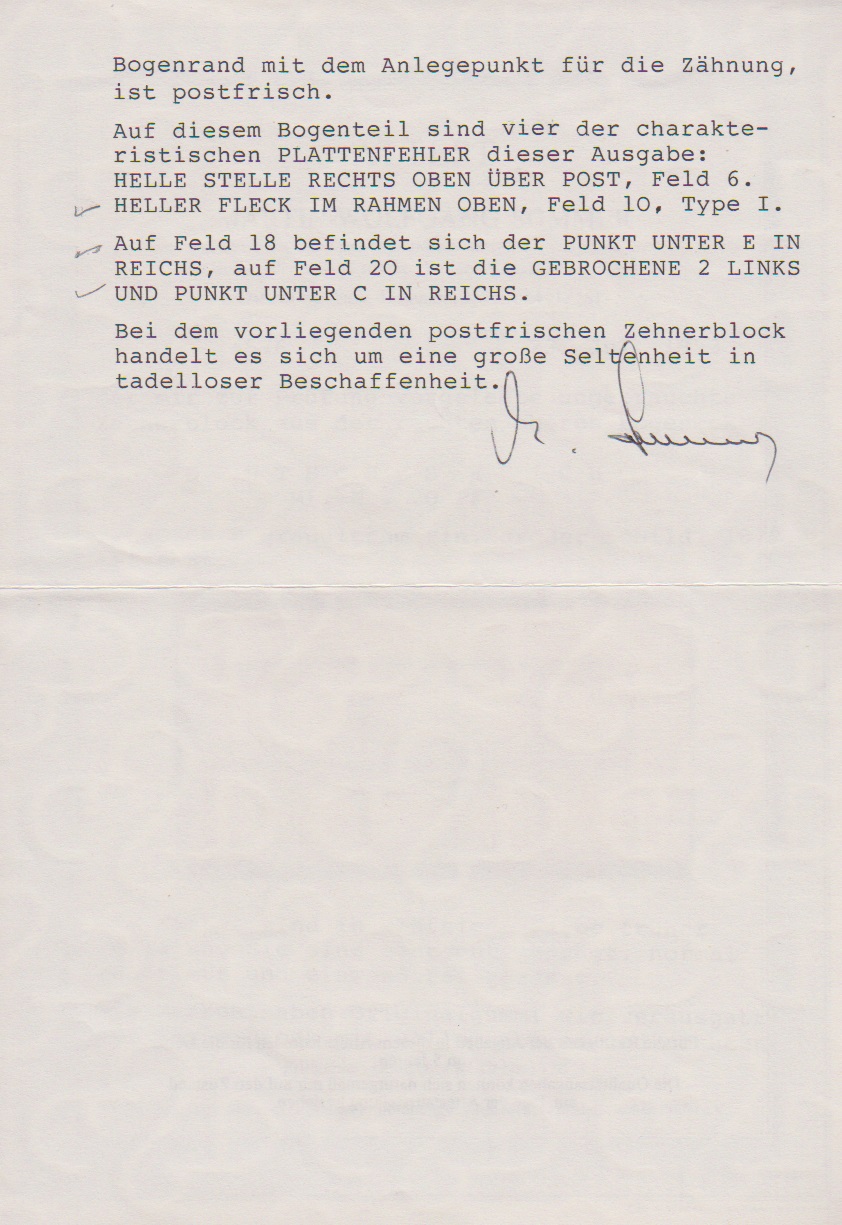 Bogenrand mit dem Anlegepunkt für die Zähnung,
ist postfrisch.
Auf diesem Bogenteil sind vier der charakte-
ristischen PLATTENFEHLER dieser Ausgabe:
HELLE STELLE RECHTS OBEN ÜBER POST, Feld 6.
HELLER FLECK IM RAHMEN OBEN, Feld 10, Type I.
Auf Feld 18 befindet sich der PUNKT UNTER E IN
REICHS, auf Feld 20 ist die GEBROCHENE 2 LINKS
UND PUNKT UNTER C IN REICHS.
Bei dem vorliegenden postfrischen Zehnerblock
handelt es sich um eine große Seltenheit in
tadelloser Beschaffenheit.